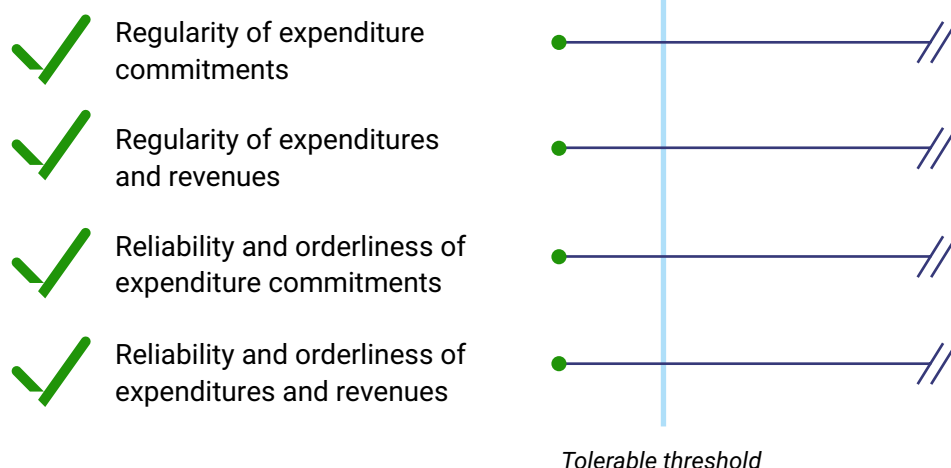 Regularity of expenditure
commitments
Regularity of expenditures
and revenues
Reliability and orderliness of
expenditure commitments
Reliability and orderliness of
expenditures and revenues
Tolerable threshold